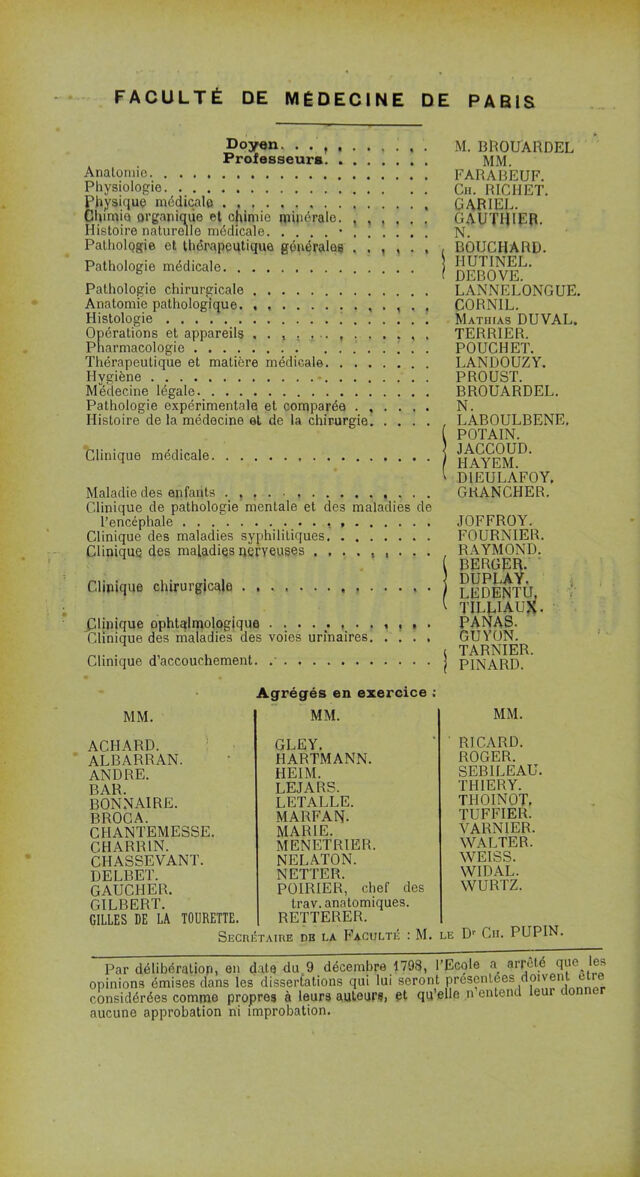 FACULTÉ DE MÉDECINE DE PARIS
Doyen. . . . . . . . . . M. BROUARDEL
Professeurs. . . . . . . . MM.
Anatomie. . . . . . . . . . . . . . . . . . . . FARABEUF.
Physiologie. . . . . . . . . . . . . . . . . . . CH. RICHET.
Physique médicale . . . . . . . . . . . . . . . GARIEL.
Chimie organique et chimie minérale. . . . . . . GAUTHIER.
Histoire naturelle médicale. . . . . . . . . . . N.
Pathologie et thérapeutique générales . . . . . . BOUCHARD.
Pathologie médicale. . . . . . . . . . . . . . . { HUTINEL.
DEBOVE.
Pathologie chirurgicale . . . . . . . . . . . . . LANNELONGUE.
Anatomie pathologique. . . . . . . . . . . . . . CORNIL.
Histologie . . . . . . . . . . . . . . . . . . . MATHIAS DUVAL.
Opérations et appareils . . . . . . . . . . . . . TERRIER.
Pharmacologie . . . . . . . . . . . . . . . . . POUCHET.
Thérapeutique et matière médicale. . . . . . . . LANDOUZY.
Hygiène . . . . . . . . . . . . . . . . . . . . PROUST.
Médecine légale. . . . . . . . . . . . . . . . . BROUARDEL.
Pathologie expérimentale et comparée . . . . . . N.
Histoire de la médecine et de la chirurgie. . . . . LABOULBENE.
Clinique médicale. . . . . . . . . . . . . . . . { POTAIN.
JACCOUD.
HAYEM.
DIEULAFOY.
Maladie des enfants . . . . . . . . . . . . . . . GRANCHER.
Clinique de pathologie mentale et des maladies de
l'encéphale . . . . . . . . . . . . . . . . . . JOFFROY.
Clinique des maladies syphilitiques. . . . . . . . FOURNIER.
Clinique des maladies nerveuses . . . . . . . . . RAYMOND.
Clinique chirurgicale . . . . . . . . . . . . . . { BERGER.
DUPLAY.
LEDENTU.
TILLIAUX.
Clinique ophtalmologique . . . . . . . . . . . . PANAS.
Clinique des maladies des voies urinaires. . . . . GUYON.
Clinique d'accouchement. . . . . . . . . . . . . { TARNIER.
PINARD.
Agrégés en exercice :
MM.
ACHARD.
ALBARRAN.
ANDRE.
BAR.
BONNAIRE.
BROCA.
CHANTEMESSE.
CHARRIN.
CHASSEVANT.
DELBET.
GAUCHER.
GILBERT.
GILLES DE LA TOURETTE.
MM.
GLEY.
HARTMANN.
HEIM.
LEJARS.
LETALLE.
MARFAN.
MARIE.
MENETRIER.
NELATON.
NETTER.
POIRIER, chef des
trav. anatomiques.
RETTERER.
MM.
RICARD.
ROGER.
SEBILEAU.
THIERY.
THOINOT.
TUFFIER.
VARNIER.
WALTER.
WEISS.
WIDAL.
WURTZ.
SECRÉTAIRE DE LA FACULTÉ : M. LE Dr CH. PUPIN.
Par délibération, en date du 9 décembre 1798, l'Ecole a arrêté que les
opinions émises dans les dissertations qui lui seront présentées doivent être
considérées comme propres à leurs auteurs, et qu'elle n'entend leur donner
aucune approbation ni improbation.